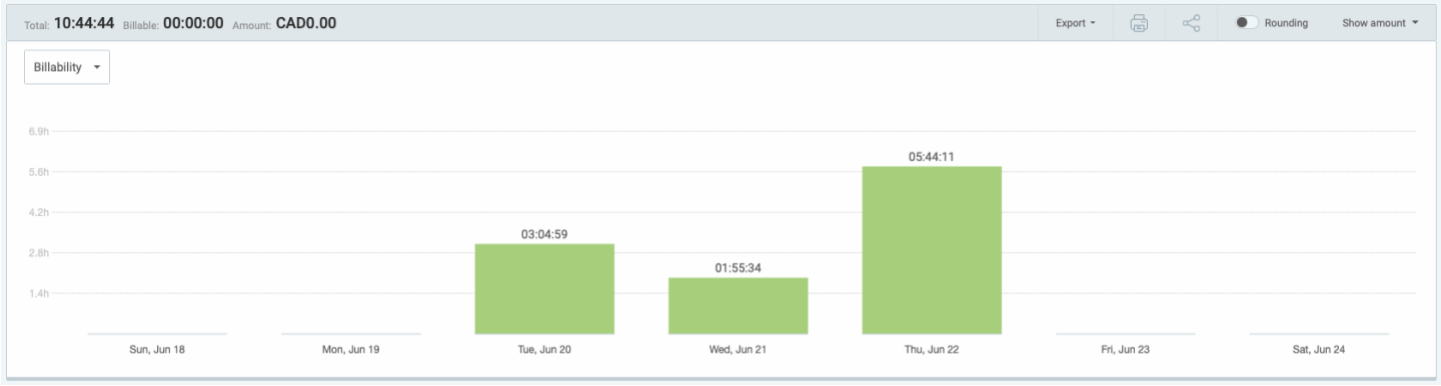 Total: 10:44:44 Billable: 00:00:00 Amount: CAD0.00 Export Rounding Show amount
Billability
6.9h
05:44:11
5.6h
4.2h
03:04:59
2.8h
01:55:34
1.4h
Sun, Jun 18 Mon, Jun 19 Tue, Jun 20 Wed, Jun 21 Thu, Jun 22 Fri, Jun 23 Sat, Jun 24